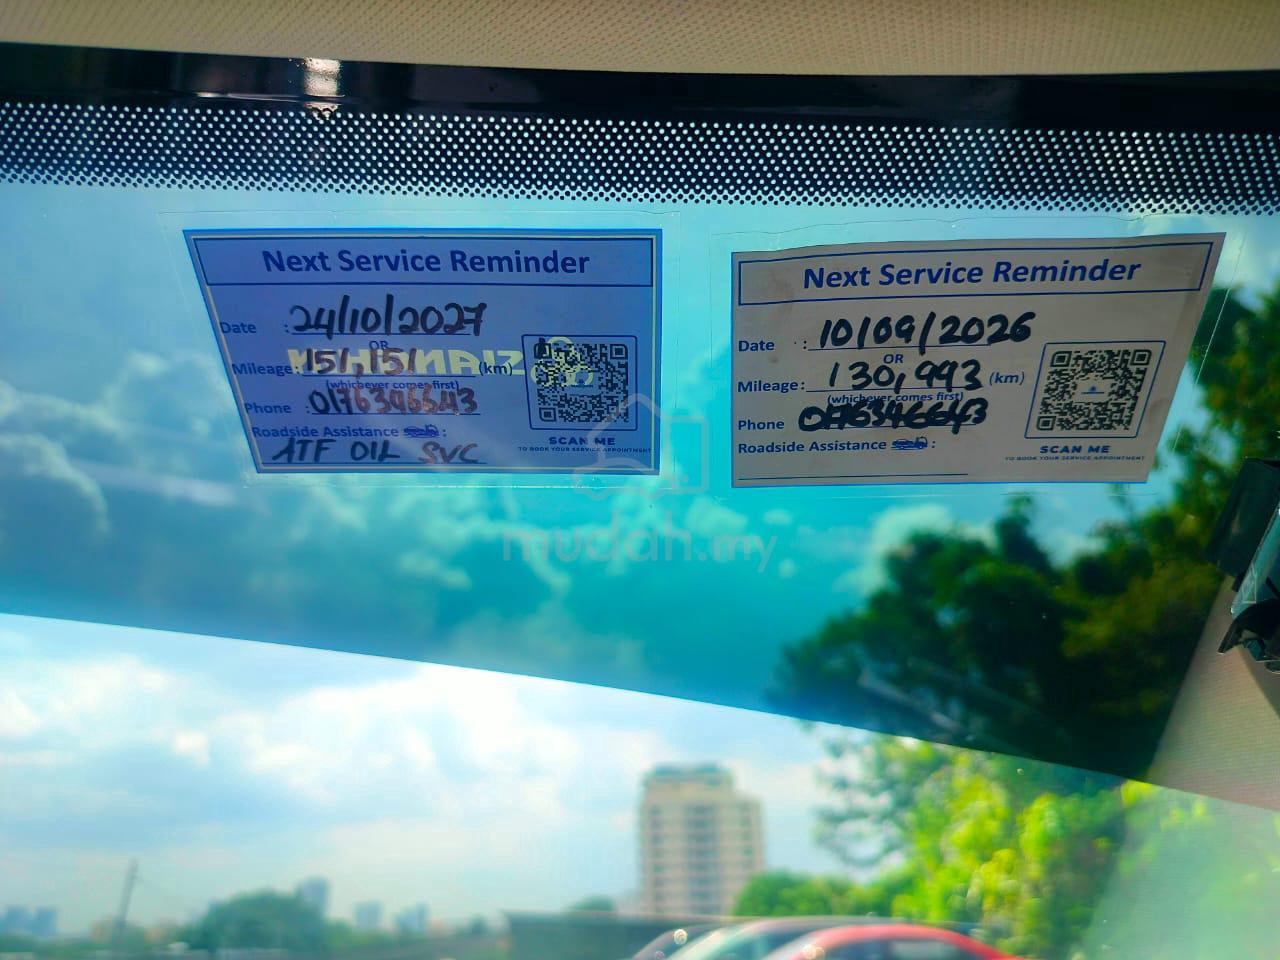 Next Service Reminder
Date : 24/10/2027
OR
Mileage: 151,151 (km)
(whichever comes first)
Phone : 0176346643
Roadside Assistance :
ATF OIL SVC
SCAN ME
TO BOOK YOUR SERVICE APPOINTMENT
Next Service Reminder
Date : 10/09/2026
OR
Mileage: 130,993 (km)
(whichever comes first)
Phone 0176346643
Roadside Assistance :
SCAN ME
TO BOOK YOUR SERVICE APPOINTMENT
mudah.my